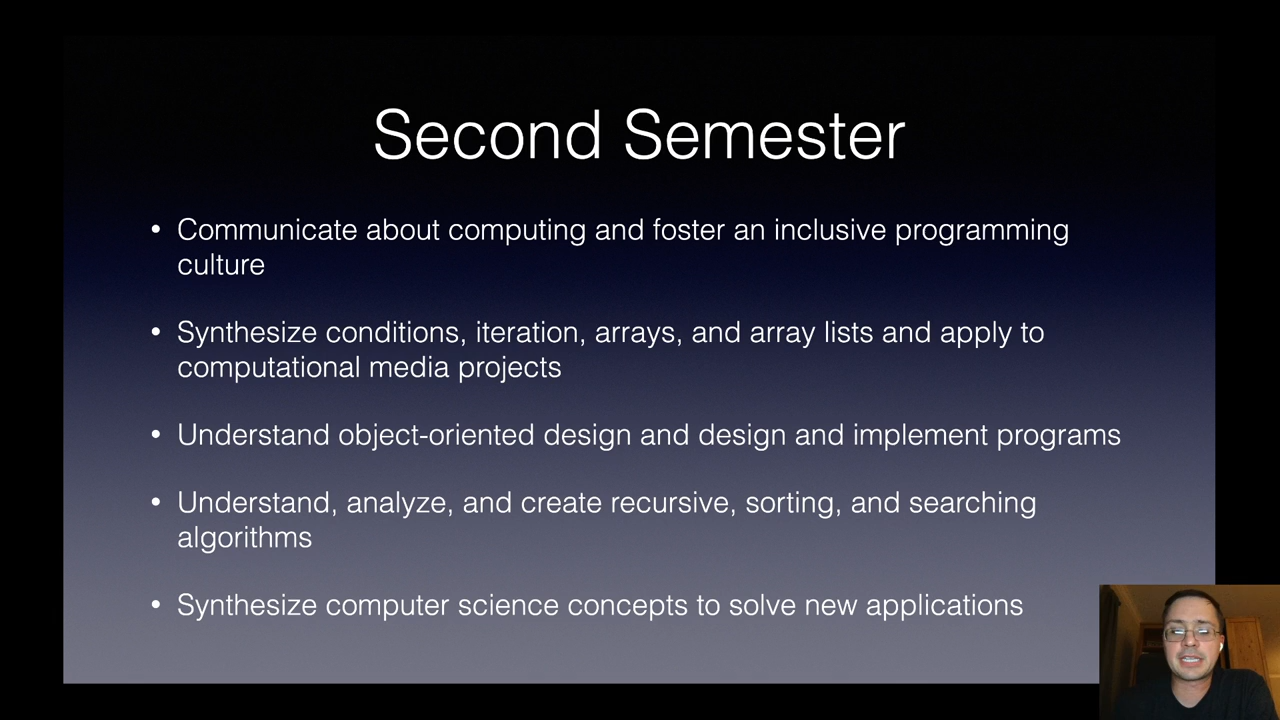 Second Semester
• Communicate about computing and foster an inclusive programming
culture
• Synthesize conditions, iteration, arrays, and array lists and apply to
computational media projects
• Understand object-oriented design and design and implement programs
• Understand, analyze, and create recursive, sorting, and searching
algorithms
• Synthesize computer science concepts to solve new applications